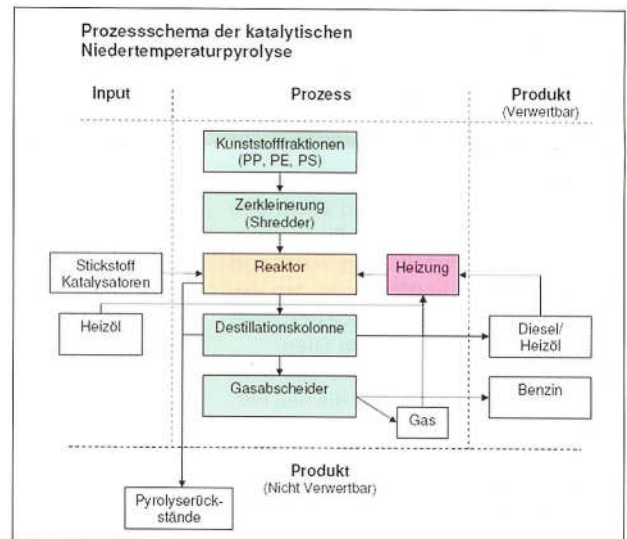 Prozessschema der katalytischen
Niedertemperaturpyrolyse
Input
Prozess
Produkt
(Verwertbar)
Kunststofffraktionen
(PP, PE, PS)
Zerkleinerung
(Shredder)
Stickstoff
Katalysatoren
Reaktor
Heizung
Heizöl
Destillationskolonne
Diesel/
Heizöl
Gasabscheider
Gas
Benzin
Produkt
(Nicht Verwertbar)
Pyrolyserück-
stände